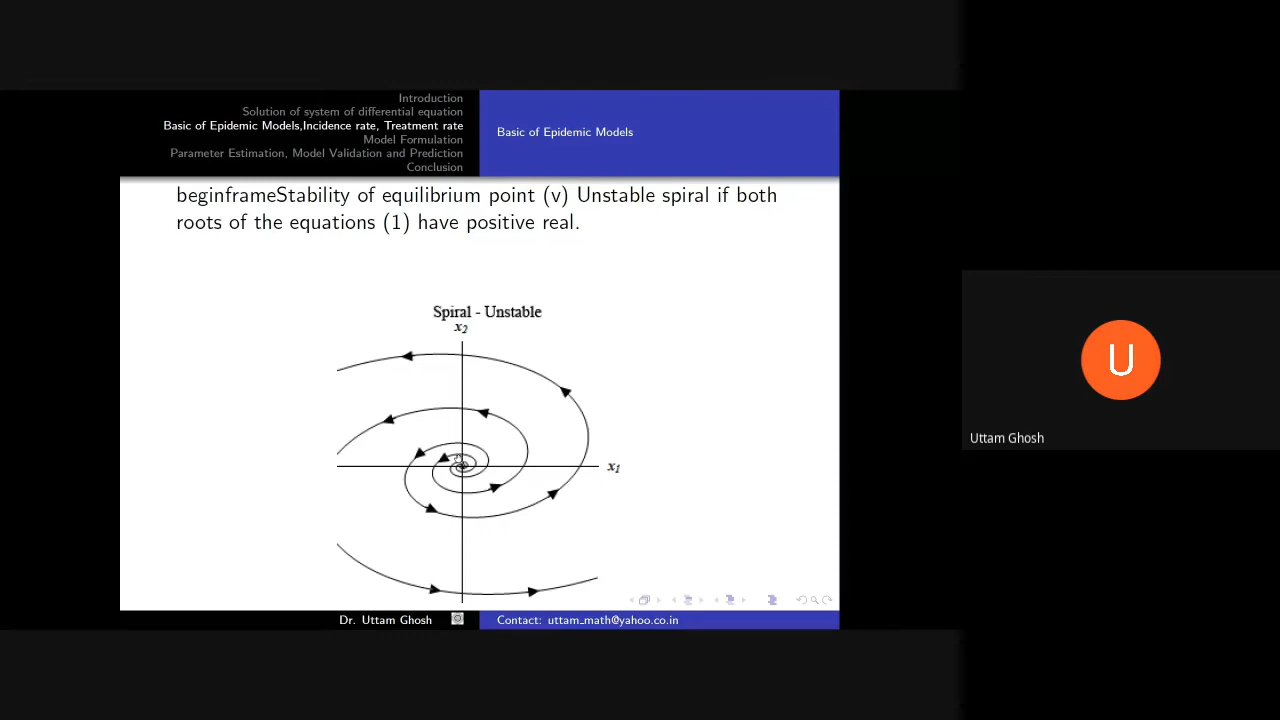 Introduction
Solution of system of differential equation
Basic of Epidemic Models,Incidence rate, Treatment rate
Model Formulation
Parameter Estimation, Model Validation and Prediction
Conclusion
Basic of Epidemic Models
beginframeStability of equilibrium point (v) Unstable spiral if both
roots of the equations (1) have positive real.
Spiral - Unstable
x2
x1
Dr. Uttam Ghosh
Contact: uttam_math@yahoo.co.in
U
Uttam Ghosh